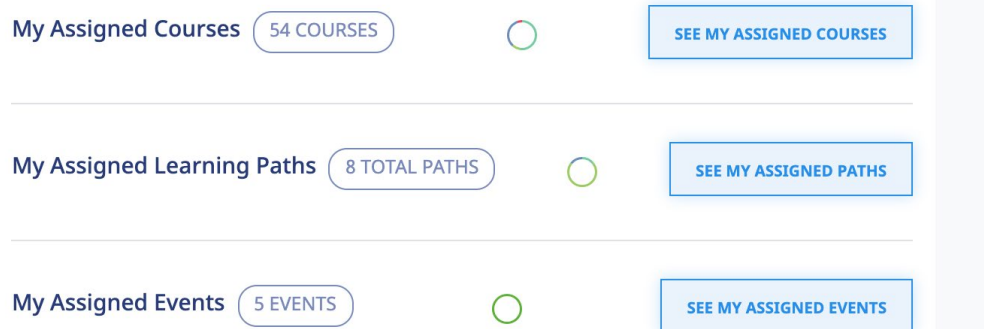 My Assigned Courses 54 COURSES SEE MY ASSIGNED COURSES
My Assigned Learning Paths 8 TOTAL PATHS SEE MY ASSIGNED PATHS
My Assigned Events 5 EVENTS SEE MY ASSIGNED EVENTS